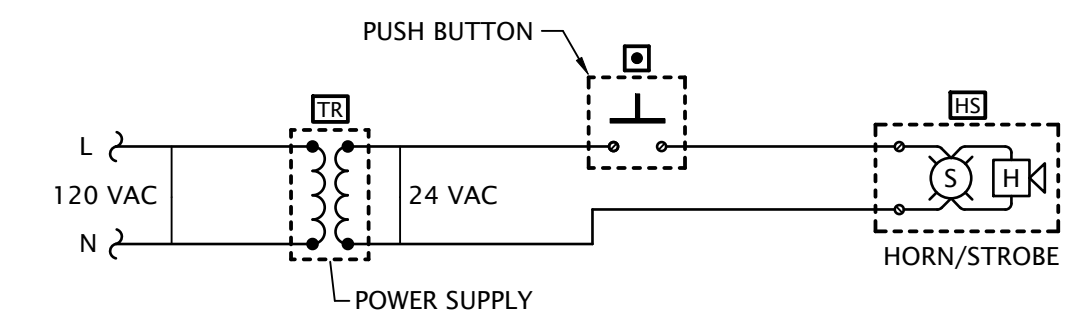 PUSH BUTTON
TR
HS
L
120 VAC
24 VAC
S
H
N
HORN/STROBE
POWER SUPPLY